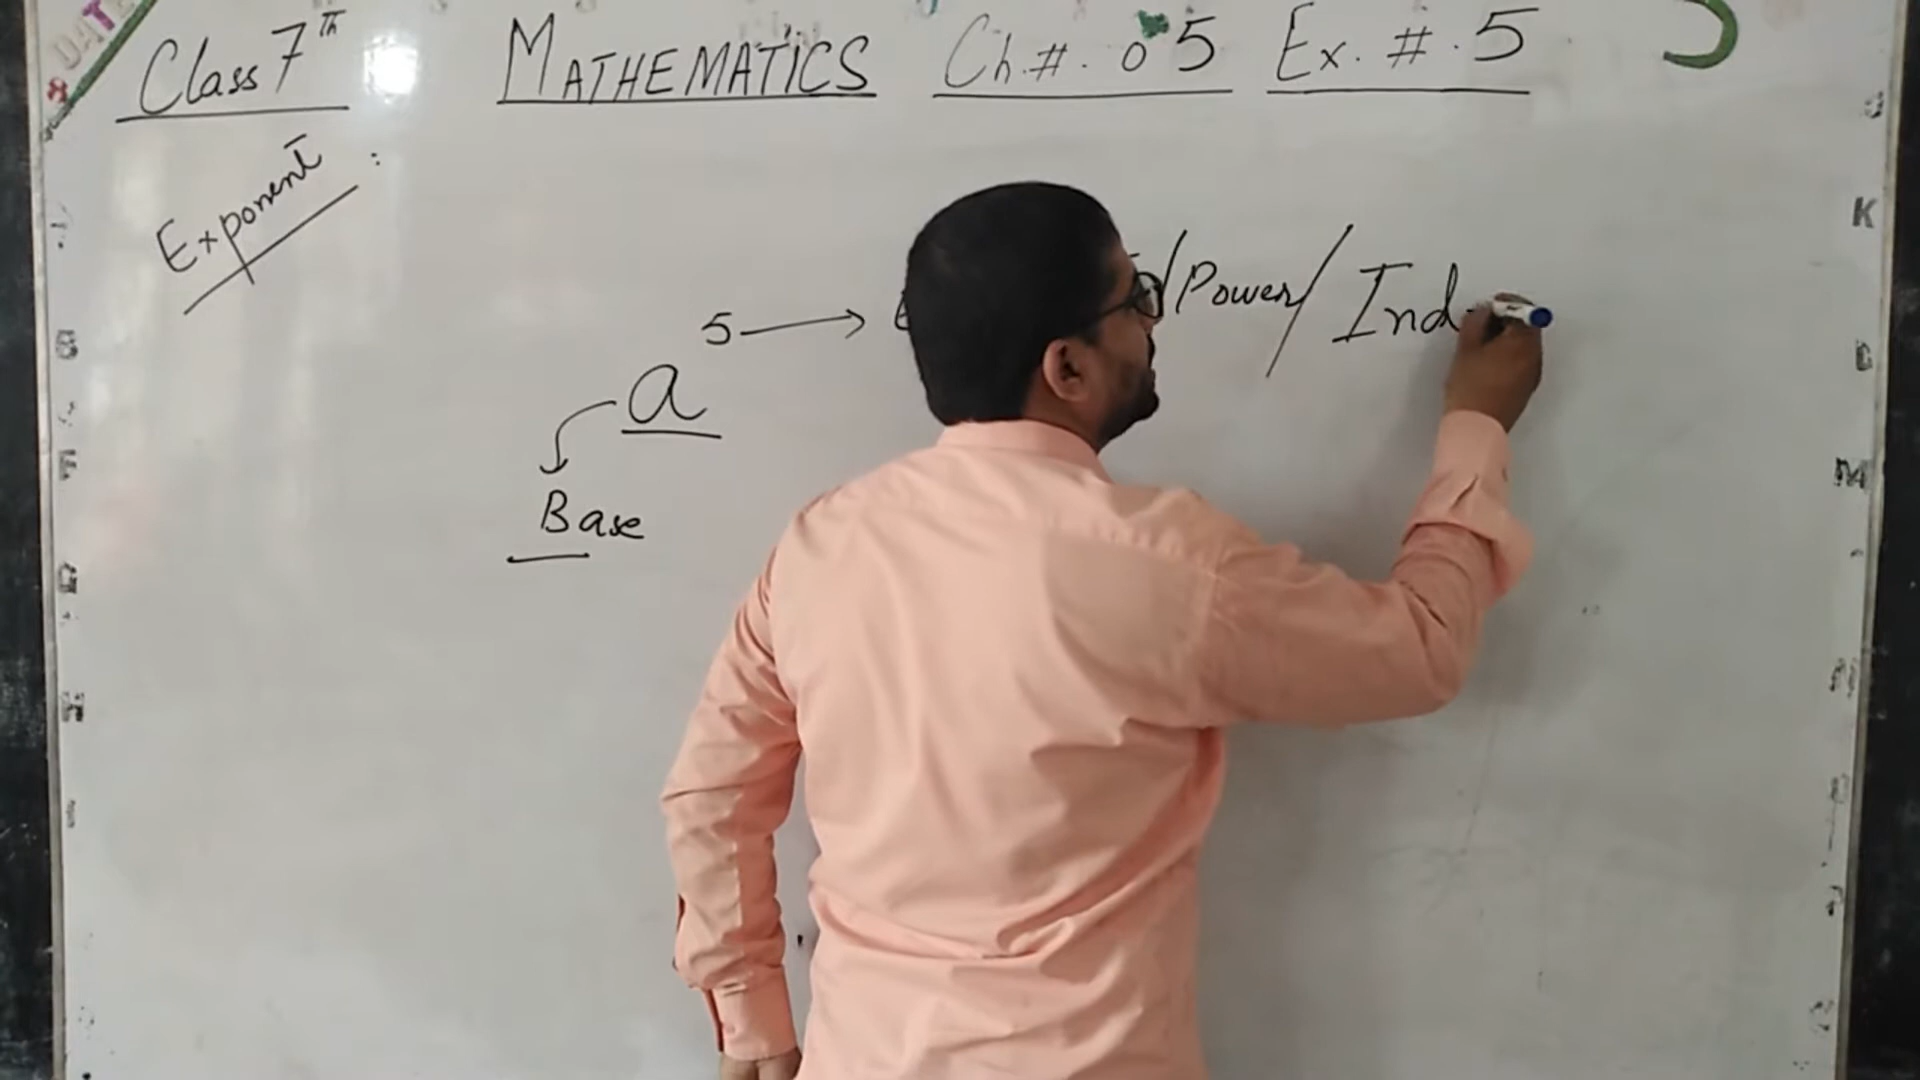 Class 7Th MATHEMATICS Ch.#.05 Ex.#.5
Exponent :
/Power/ Ind
5
a
Base